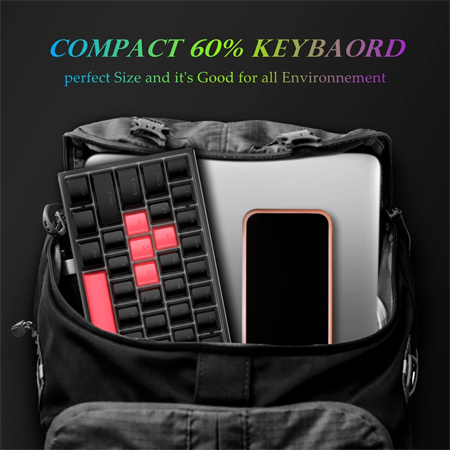 COMPACT 60% KEYBAORD
perfect Size and it's Good for all Environnement